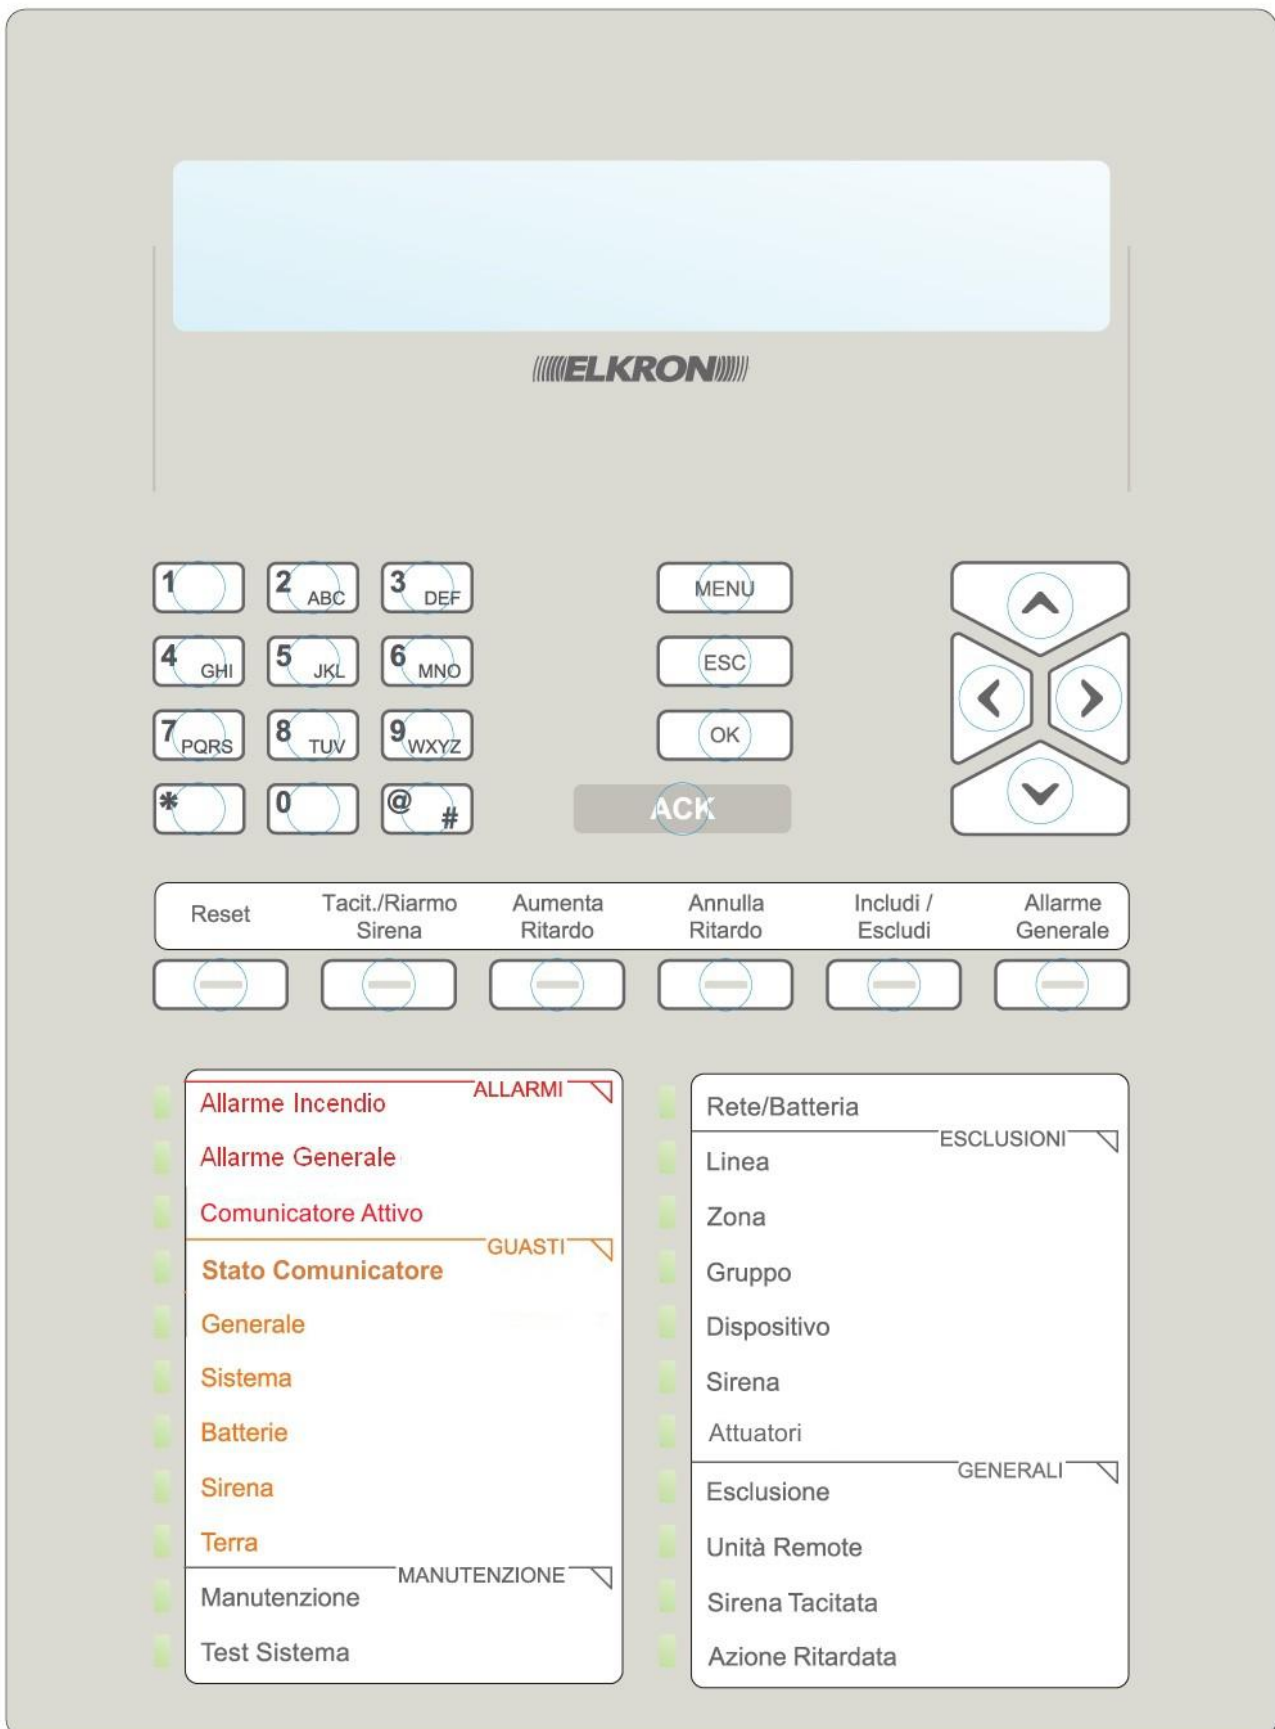 ELKRON
1
2 ABC
3 DEF
MENU
4 GHI
5 JKL
6 MNO
ESC
7 PQRS
8 TUV
9 WXYZ
OK
*
0
@ #
ACK
Reset
Tacit./Riarmo
Sirena
Aumenta
Ritardo
Annulla
Ritardo
Includi /
Escludi
Allarme
Generale
ALLARMI
Allarme Incendio
Allarme Generale
Comunicatore Attivo
GUASTI
Stato Comunicatore
Generale
Sistema
Batterie
Sirena
Terra
MANUTENZIONE
Manutenzione
Test Sistema
Rete/Batteria
ESCLUSIONI
Linea
Zona
Gruppo
Dispositivo
Sirena
Attuatori
GENERALI
Esclusione
Unità Remote
Sirena Tacitata
Azione Ritardata